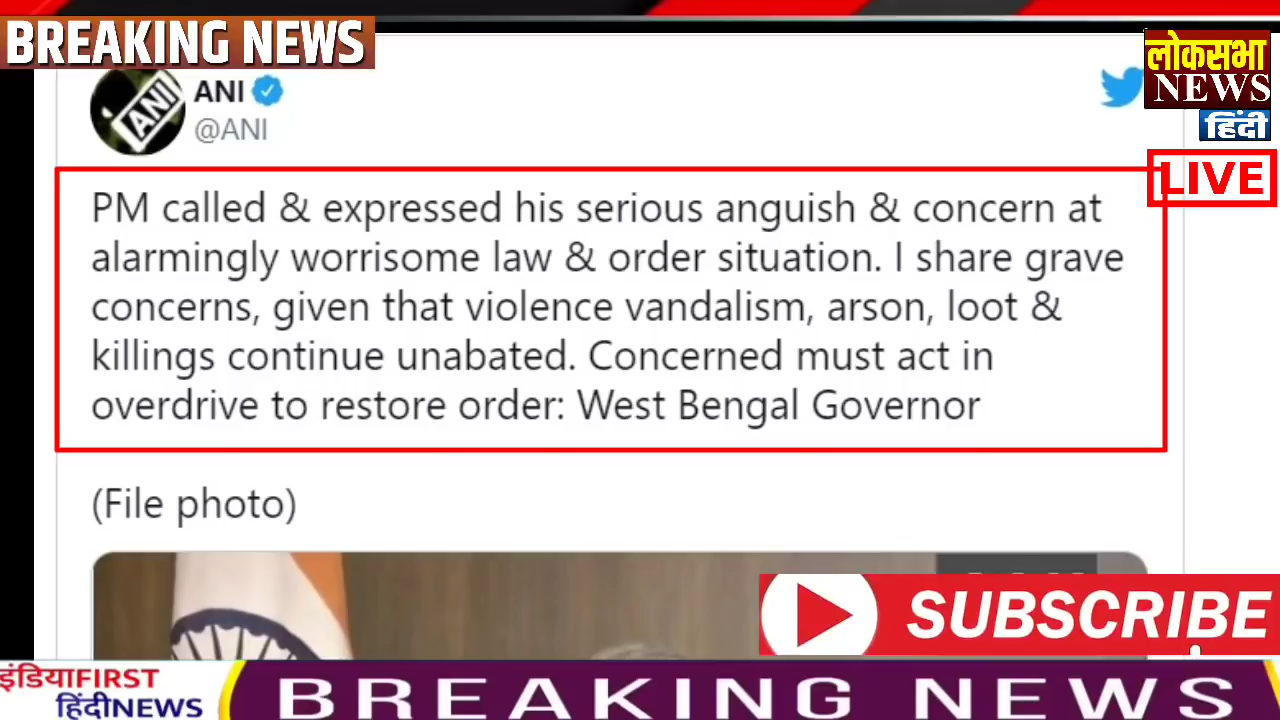 BREAKING NEWS
लोकसभा
NEWS
हिंदी
LIVE
ANI
ANI
@ANI
PM called & expressed his serious anguish & concern at
alarmingly worrisome law & order situation. I share grave
concerns, given that violence vandalism, arson, loot &
killings continue unabated. Concerned must act in
overdrive to restore order: West Bengal Governor
(File photo)
SUBSCRIBE
इंडियाFIRST
हिंदीNEWS
BREAKING NEWS